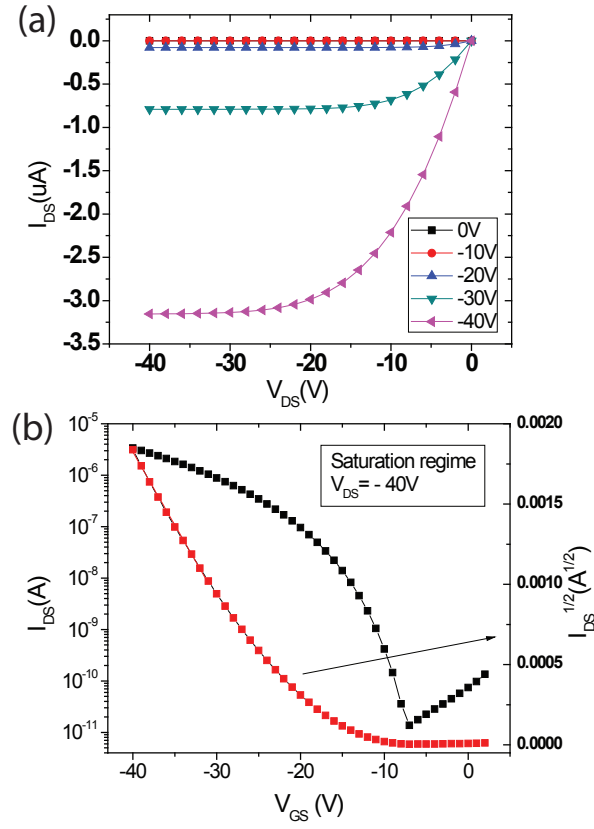 (a)
0.0
-0.5
-1.0
-1.5
-2.0
-2.5
-3.0
-3.5
I_DS(uA)
0V
-10V
-20V
-30V
-40V
-40 -30 -20 -10 0
V_DS(V)
(b)
10^-5
10^-6
10^-7
10^-8
10^-9
10^-10
10^-11
I_DS(A)
Saturation regime
V_DS= - 40V
0.0020
0.0015
0.0010
0.0005
0.0000
I_DS^1/2(A^1/2)
-40 -30 -20 -10 0
V_GS (V)